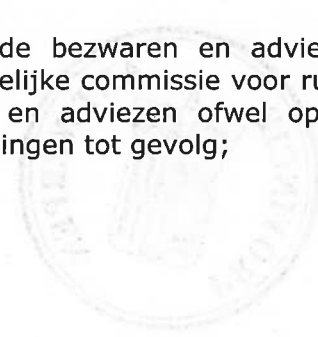 de bezwaren en advie
elijke commissie voor ru
en adviezen ofwel op
ingen tot gevolg;